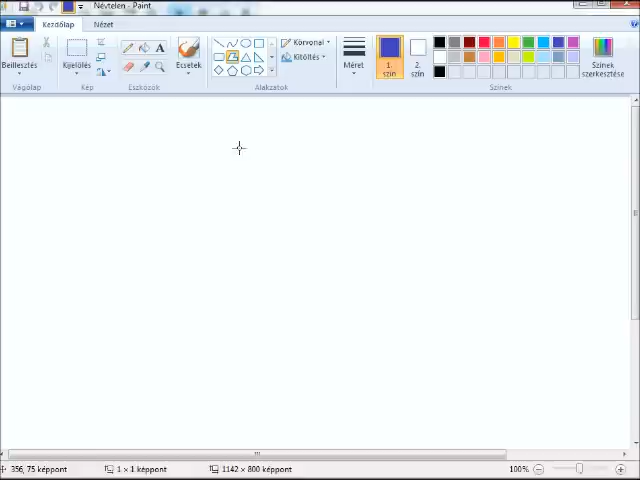 Névtelen - Paint
Kezdőlap
Nézet
Beillesztés
Kijelölés
A
Ecsetek
Körvonal
Kitöltés
Méret
1.
szín
2.
szín
Színek
szerkesztése
Vágólap
Kép
Eszközök
Alakzatok
Színek
356, 75 képpont
1 × 1 képpont
1142 × 800 képpont
100%